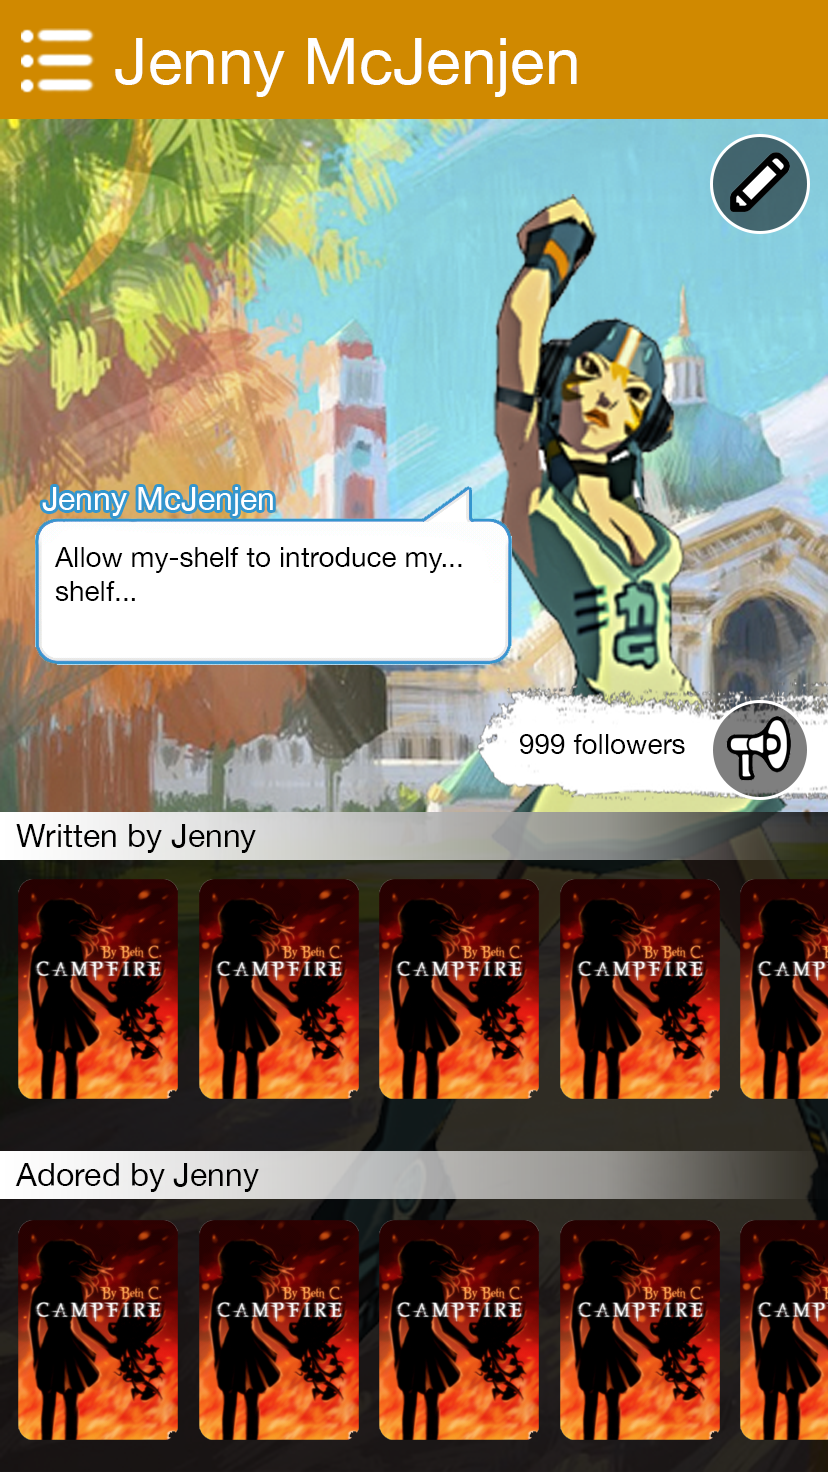 Jenny McJenjen
Jenny McJenjen
Allow my-shelf to introduce my...
shelf...
999 followers
Written by Jenny
By Beth C.
CAMPFIRE
By Beth C.
CAMPFIRE
By Beth C.
CAMPFIRE
By Beth C.
CAMPFIRE
CAMP
Adored by Jenny
By Beth C.
CAMPFIRE
By Beth C.
CAMPFIRE
By Beth C.
CAMPFIRE
By Beth C.
CAMPFIRE
CAMP